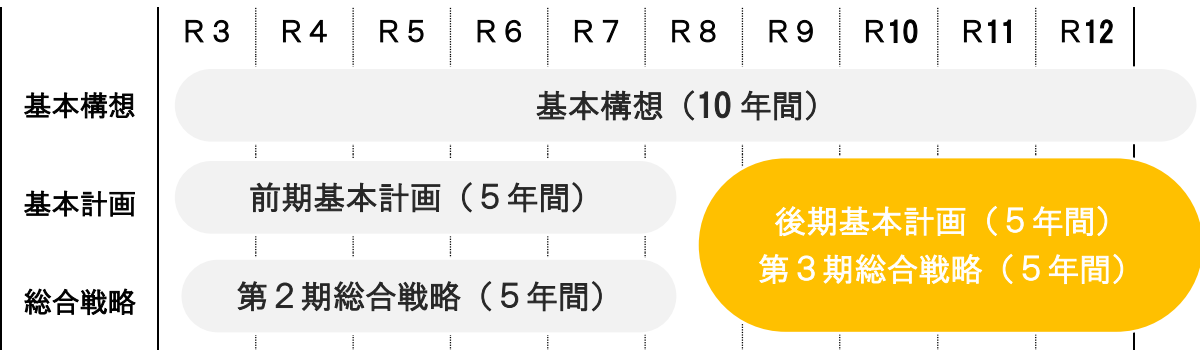 R3 R4 R5 R6 R7 R8 R9 R10 R11 R12
基本構想
基本構想（10年間）
基本計画
前期基本計画（５年間）
後期基本計画（５年間）
第３期総合戦略（５年間）
総合戦略
第２期総合戦略（５年間）